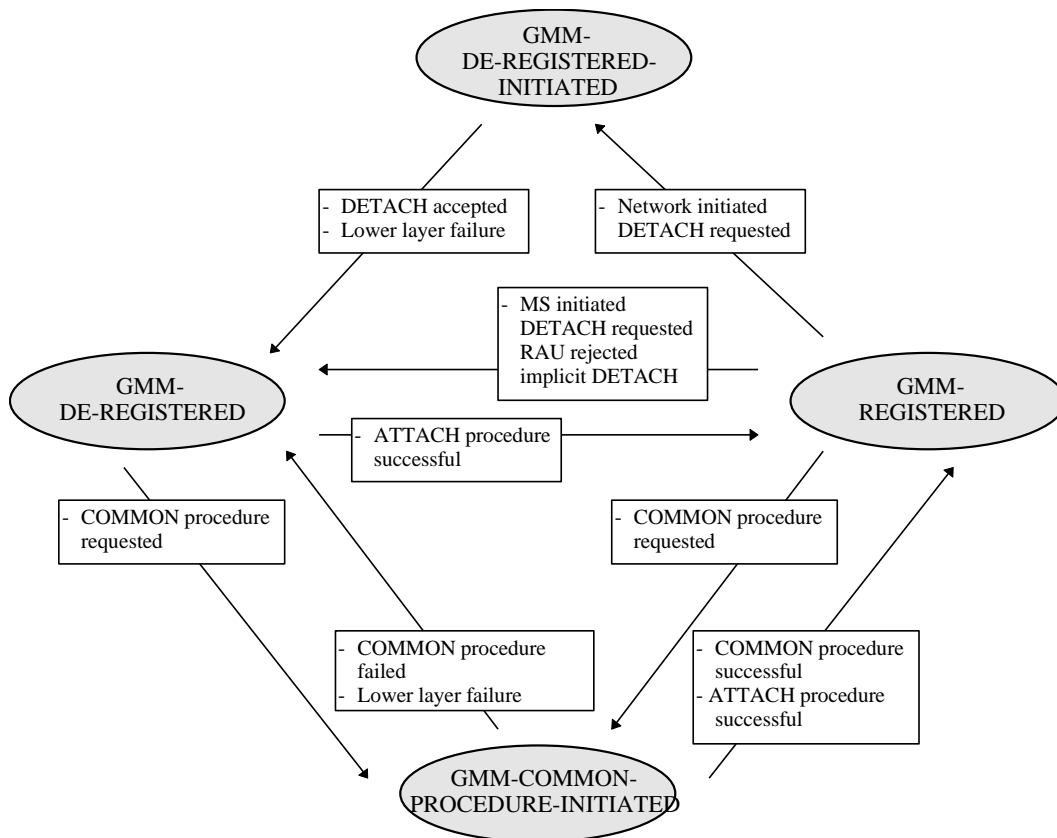 GMM-
DE-REGISTERED-
INITIATED
- DETACH accepted
- Lower layer failure
- Network initiated
DETACH requested
- MS initiated
DETACH requested
RAU rejected
implicit DETACH
GMM-
DE-REGISTERED
GMM-
REGISTERED
- ATTACH procedure
successful
- COMMON procedure
requested
- COMMON procedure
requested
- COMMON procedure
failed
- Lower layer failure
- COMMON procedure
successful
- ATTACH procedure
successful
GMM-COMMON-
PROCEDURE-INITIATED